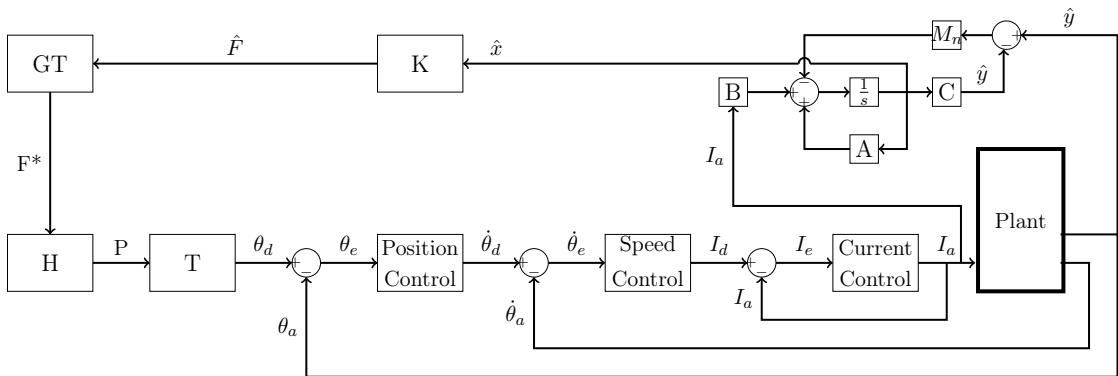 ŷ
M_n
+
−
F̂
x̂
GT
K
−
B
+
+
1/s
C
ŷ
A
F*
I_a
Plant
H
P
T
θ_d
+
−
θ_e
Position
Control
θ̇_d
+
−
θ̇_e
Speed
Control
I_d
+
−
I_e
Current
Control
I_a
I_a
θ_a
θ̇_a